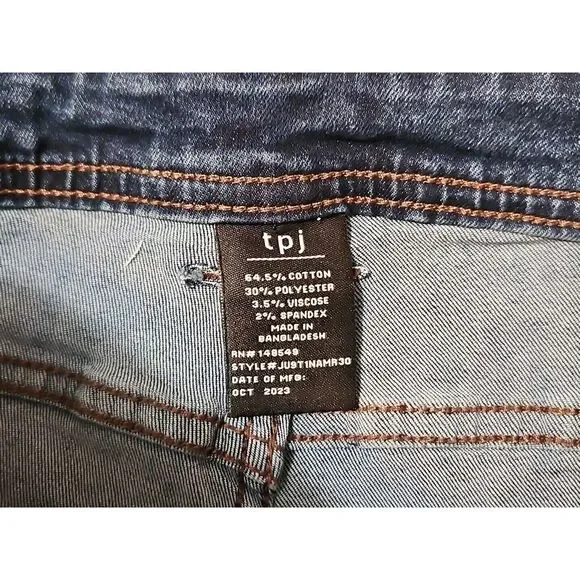 tpj
64.5% COTTON
30% POLYESTER
3.5% VISCOSE
2% SPANDEX
MADE IN
BANGLADESH
RN# 148549
STYLE#JUST1NAMR30
DATE OF MFG:
OCT 2023